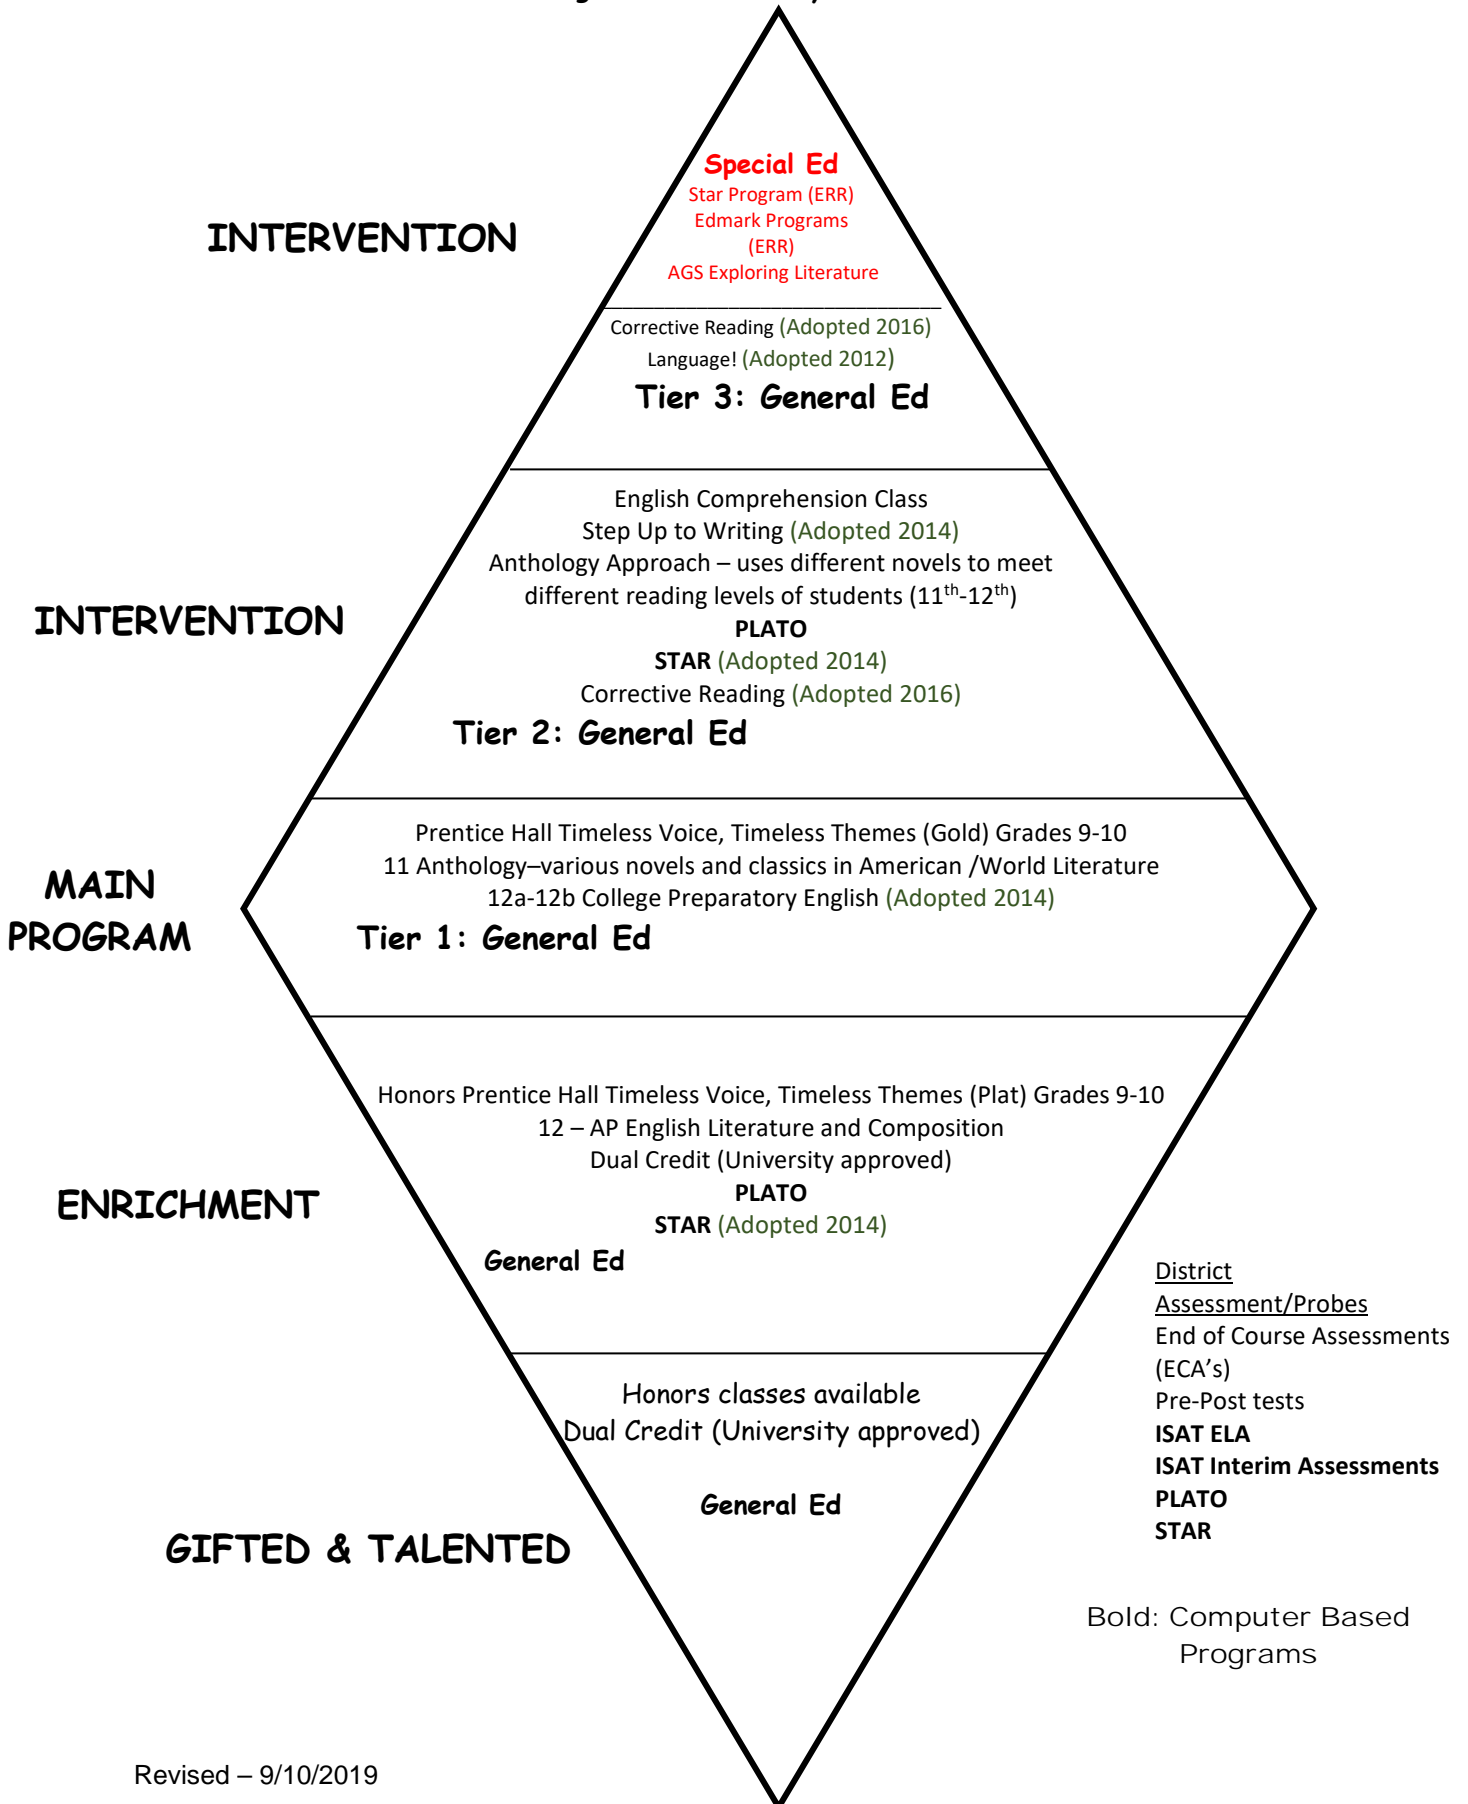 Special Ed
Star Program (ERR)
Edmark Programs
(ERR)
AGS Exploring Literature
INTERVENTION
Corrective Reading (Adopted 2016)
Language! (Adopted 2012)
Tier 3: General Ed
English Comprehension Class
Step Up to Writing (Adopted 2014)
Anthology Approach – uses different novels to meet
different reading levels of students (11th-12th)
PLATO
STAR (Adopted 2014)
Corrective Reading (Adopted 2016)
Tier 2: General Ed
INTERVENTION
Prentice Hall Timeless Voice, Timeless Themes (Gold) Grades 9-10
11 Anthology–various novels and classics in American /World Literature
12a-12b College Preparatory English (Adopted 2014)
Tier 1: General Ed
MAIN
PROGRAM
Honors Prentice Hall Timeless Voice, Timeless Themes (Plat) Grades 9-10
12 – AP English Literature and Composition
Dual Credit (University approved)
PLATO
STAR (Adopted 2014)
General Ed
ENRICHMENT
District
Assessment/Probes
End of Course Assessments
(ECA's)
Pre-Post tests
ISAT ELA
ISAT Interim Assessments
PLATO
STAR
Honors classes available
Dual Credit (University approved)
General Ed
GIFTED & TALENTED
Bold: Computer Based
Programs
Revised – 9/10/2019